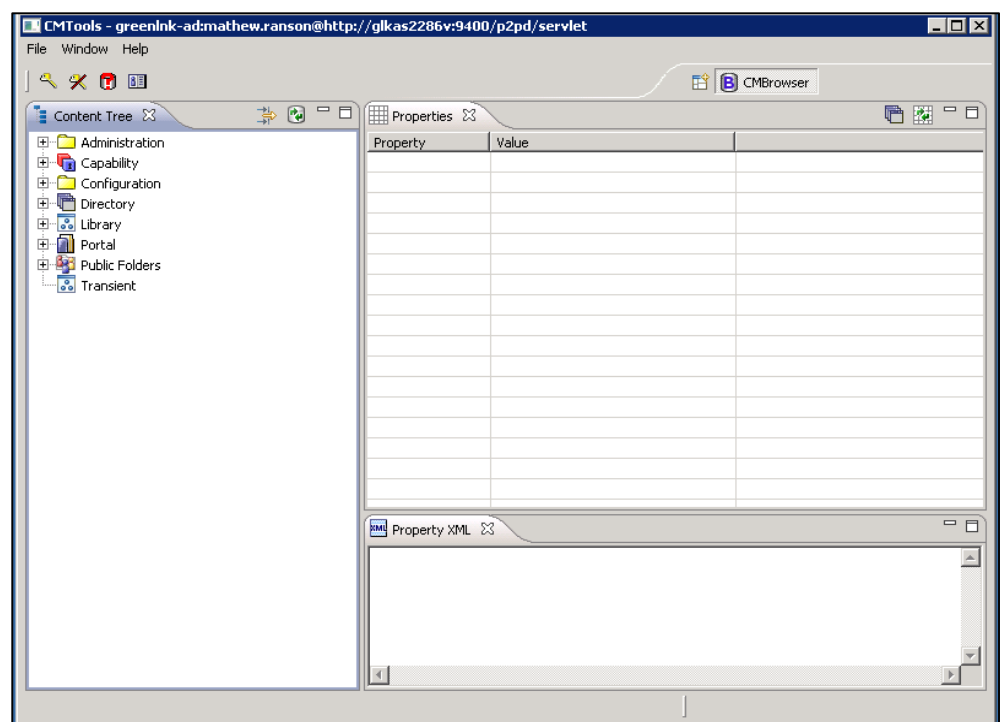 CMTools - greenlnk-ad:mathew.ranson@http://glkas2286v:9400/p2pd/servlet
File Window Help
CMBrowser
Content Tree
Administration
Capability
Configuration
Directory
Library
Portal
Public Folders
Transient
Properties
Property Value
XML Property XML